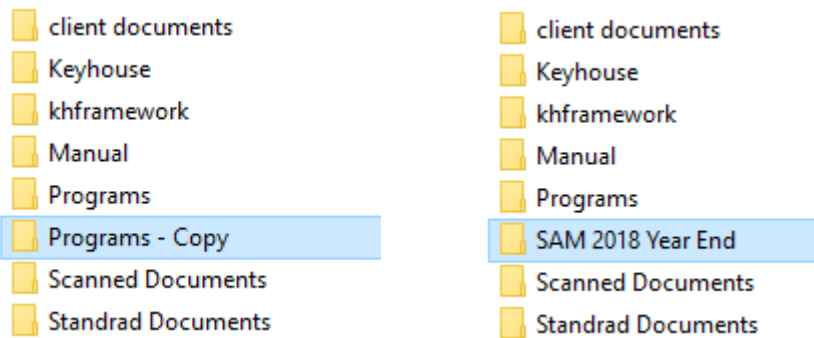 client documents
Keyhouse
khframework
Manual
Programs
Programs - Copy
Scanned Documents
Standrad Documents
client documents
Keyhouse
khframework
Manual
Programs
SAM 2018 Year End
Scanned Documents
Standrad Documents